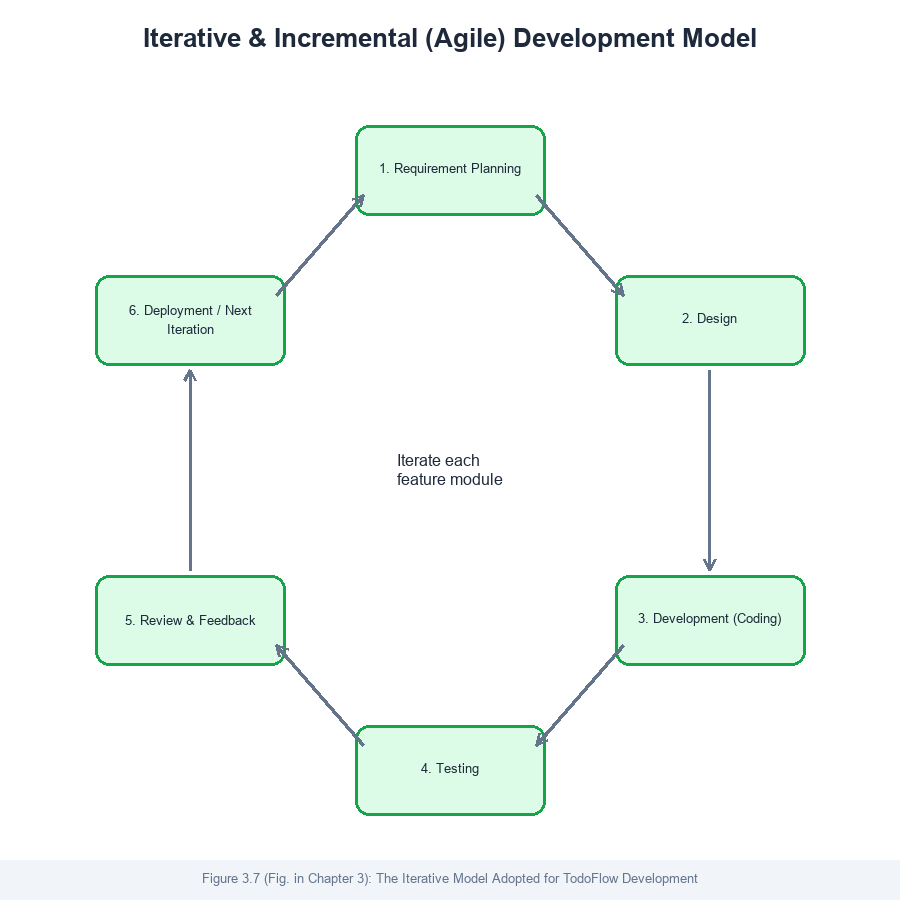 Iterative & Incremental (Agile) Development Model
1. Requirement Planning
2. Design
3. Development (Coding)
4. Testing
5. Review & Feedback
6. Deployment / Next
Iteration
Iterate each
feature module
Figure 3.7 (Fig. in Chapter 3): The Iterative Model Adopted for TodoFlow Development